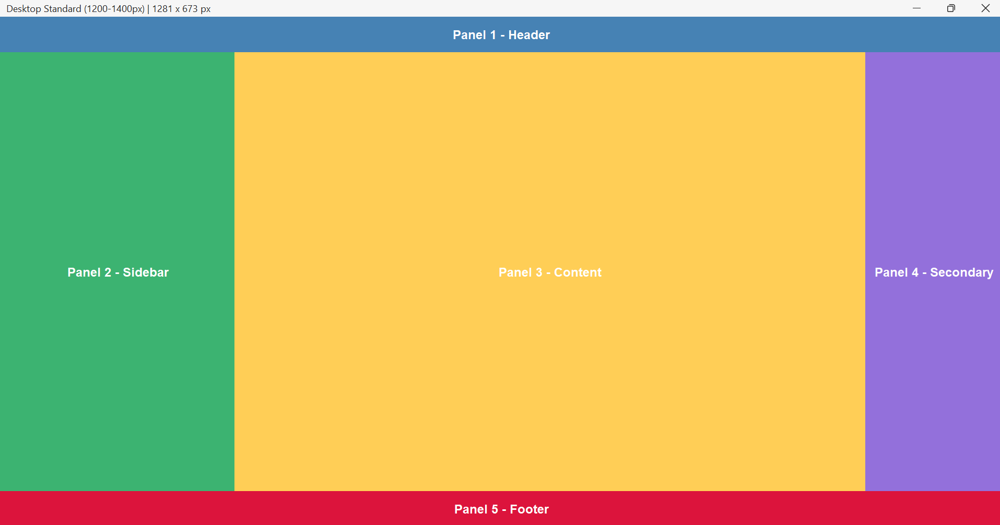 Desktop Standard (1200-1400px) | 1281 x 673 px
Panel 1 - Header
Panel 2 - Sidebar
Panel 3 - Content
Panel 4 - Secondary
Panel 5 - Footer